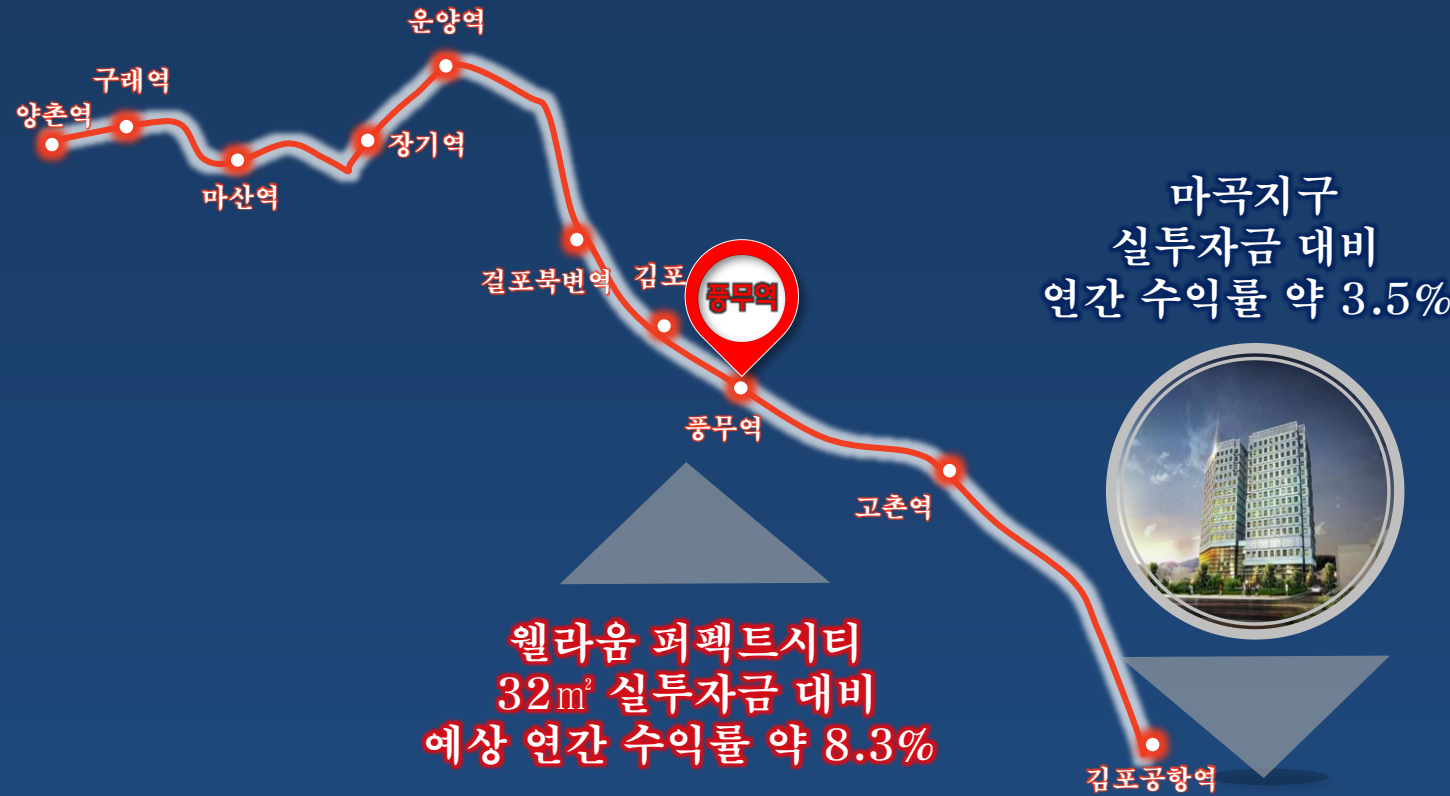 운양역
구래역
양촌역
장기역
마산역
걸포북변역
김포
풍무역
풍무역
고촌역
김포공항역
마곡지구
실투자금 대비
연간 수익률 약 3.5%
웰라움 퍼펙트시티
32㎡ 실투자금 대비
예상 연간 수익률 약 8.3%